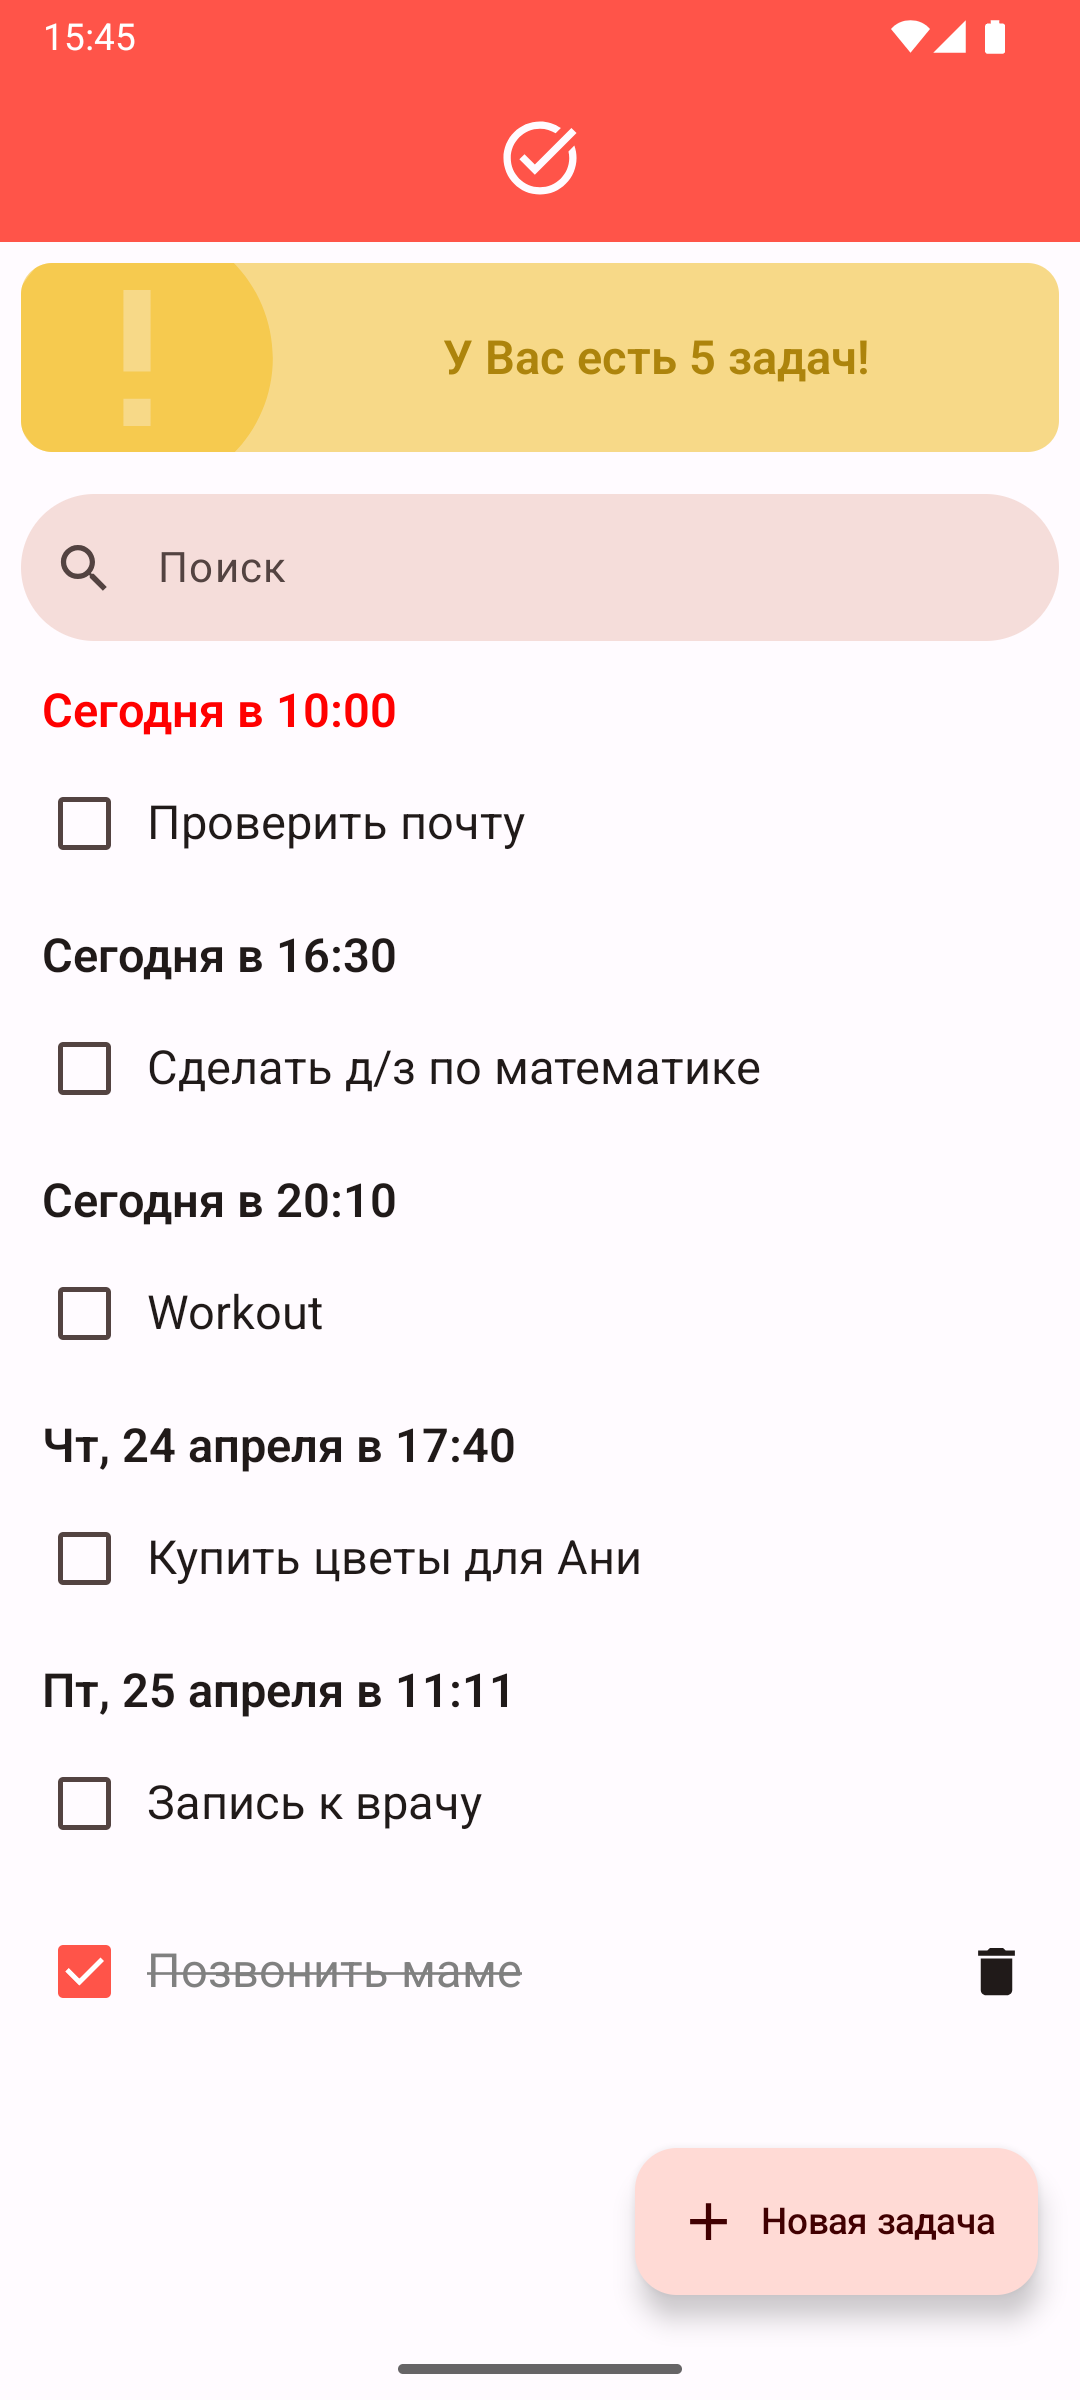 15:45
! У Вас есть 5 задач!
Поиск
Сегодня в 10:00
Проверить почту
Сегодня в 16:30
Сделать д/з по математике
Сегодня в 20:10
Workout
Чт, 24 апреля в 17:40
Купить цветы для Ани
Пт, 25 апреля в 11:11
Запись к врачу
Позвонить маме
Новая задача